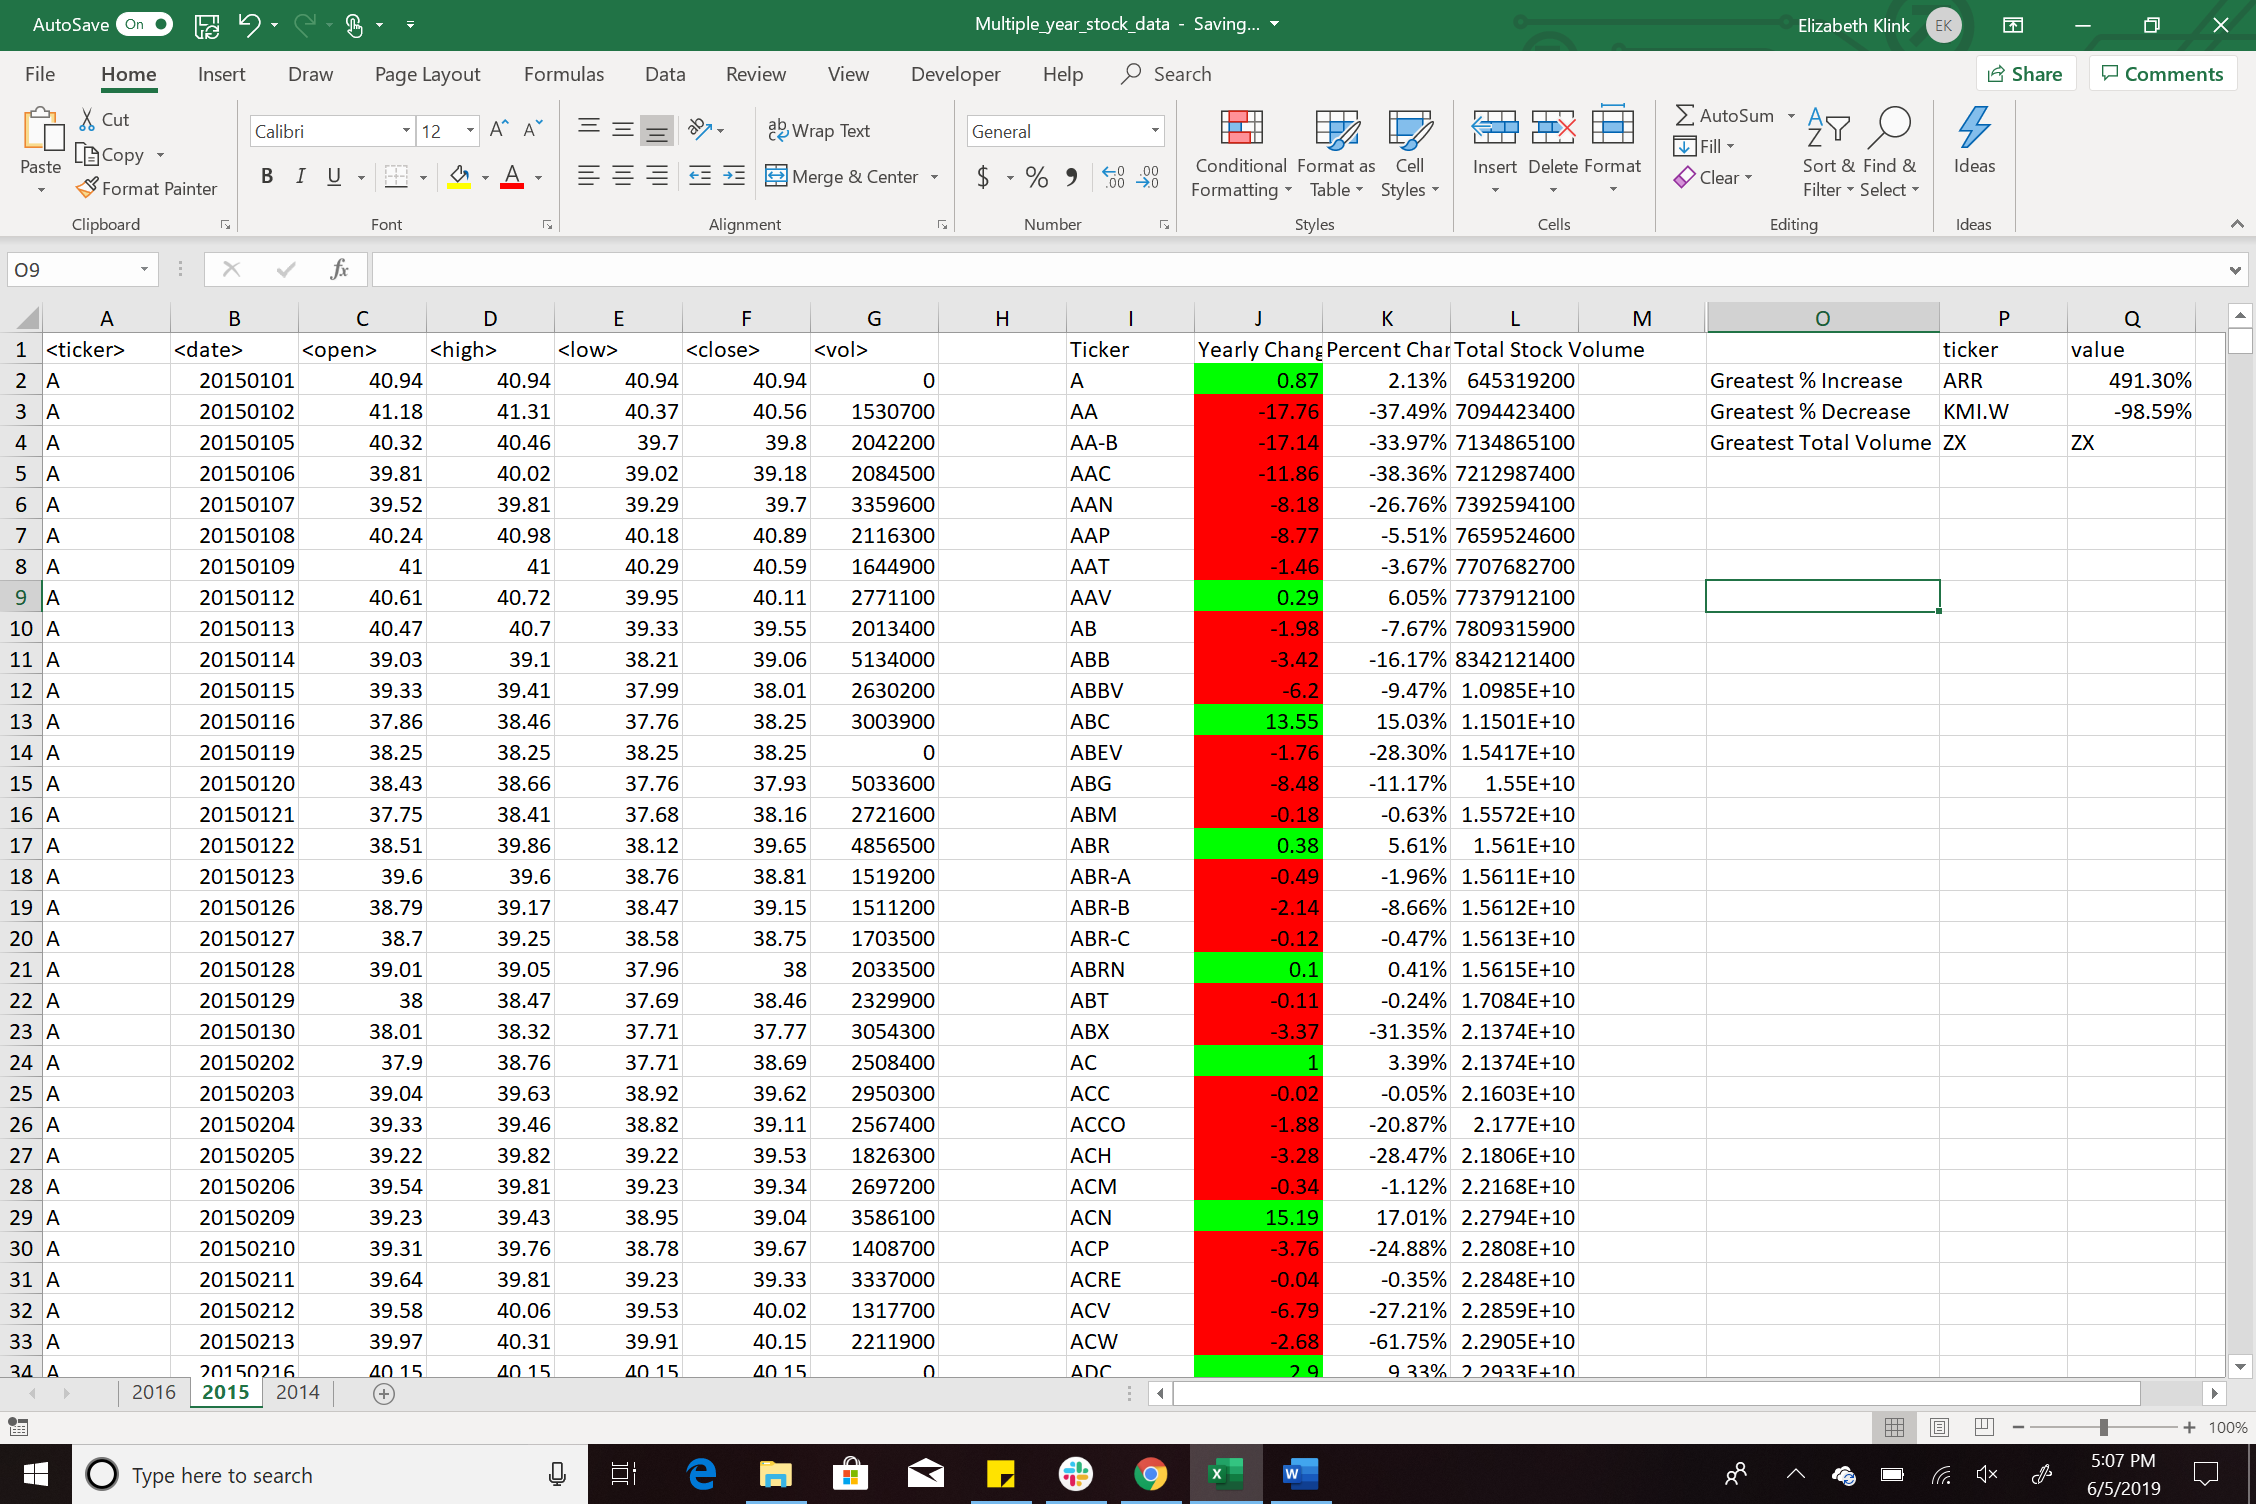 AutoSave On Multiple_year_stock_data - Saving... Elizabeth Klink EK
File Home Insert Draw Page Layout Formulas Data Review View Developer Help Search Share Comments
Paste Cut Copy Format Painter Clipboard
Calibri 12 A A B I U A Font
ab Wrap Text Merge & Center Alignment
General $ % , .00 .0 Number
Conditional Formatting Format as Table Cell Styles Styles
Insert Delete Format Cells
AutoSum Fill Clear Sort & Filter Find & Select Editing
Ideas Ideas
O9 fx
A B C D E F G H I J K L M O P Q
1 <ticker> <date> <open> <high> <low> <close> <vol> Ticker Yearly Chang Percent Char Total Stock Volume ticker value
2 A 20150101 40.94 40.94 40.94 40.94 0 A 0.87 2.13% 645319200 Greatest % Increase ARR 491.30%
3 A 20150102 41.18 41.31 40.37 40.56 1530700 AA -17.76 -37.49% 7094423400 Greatest % Decrease KMI.W -98.59%
4 A 20150105 40.32 40.46 39.7 39.8 2042200 AA-B -17.14 -33.97% 7134865100 Greatest Total Volume ZX ZX
5 A 20150106 39.81 40.02 39.02 39.18 2084500 AAC -11.86 -38.36% 7212987400
6 A 20150107 39.52 39.81 39.29 39.7 3359600 AAN -8.18 -26.76% 7392594100
7 A 20150108 40.24 40.98 40.18 40.89 2116300 AAP -8.77 -5.51% 7659524600
8 A 20150109 41 41 40.29 40.59 1644900 AAT -1.46 -3.67% 7707682700
9 A 20150112 40.61 40.72 39.95 40.11 2771100 AAV 0.29 6.05% 7737912100
10 A 20150113 40.47 40.7 39.33 39.55 2013400 AB -1.98 -7.67% 7809315900
11 A 20150114 39.03 39.1 38.21 39.06 5134000 ABB -3.42 -16.17% 8342121400
12 A 20150115 39.33 39.41 37.99 38.01 2630200 ABBV -6.2 -9.47% 1.0985E+10
13 A 20150116 37.86 38.46 37.76 38.25 3003900 ABC 13.55 15.03% 1.1501E+10
14 A 20150119 38.25 38.25 38.25 38.25 0 ABEV -1.76 -28.30% 1.5417E+10
15 A 20150120 38.43 38.66 37.76 37.93 5033600 ABG -8.48 -11.17% 1.55E+10
16 A 20150121 37.75 38.41 37.68 38.16 2721600 ABM -0.18 -0.63% 1.5572E+10
17 A 20150122 38.51 39.86 38.12 39.65 4856500 ABR 0.38 5.61% 1.561E+10
18 A 20150123 39.6 39.6 38.76 38.81 1519200 ABR-A -0.49 -1.96% 1.5611E+10
19 A 20150126 38.79 39.17 38.47 39.15 1511200 ABR-B -2.14 -8.66% 1.5612E+10
20 A 20150127 38.7 39.25 38.58 38.75 1703500 ABR-C -0.12 -0.47% 1.5613E+10
21 A 20150128 39.01 39.05 37.96 38 2033500 ABRN 0.1 0.41% 1.5615E+10
22 A 20150129 38 38.47 37.69 38.46 2329900 ABT -0.11 -0.24% 1.7084E+10
23 A 20150130 38.01 38.32 37.71 37.77 3054300 ABX -3.37 -31.35% 2.1374E+10
24 A 20150202 37.9 38.76 37.71 38.69 2508400 AC 1 3.39% 2.1374E+10
25 A 20150203 39.04 39.63 38.92 39.62 2950300 ACC -0.02 -0.05% 2.1603E+10
26 A 20150204 39.33 39.46 38.82 39.11 2567400 ACCO -1.88 -20.87% 2.177E+10
27 A 20150205 39.22 39.82 39.22 39.53 1826300 ACH -3.28 -28.47% 2.1806E+10
28 A 20150206 39.54 39.81 39.23 39.34 2697200 ACM -0.34 -1.12% 2.2168E+10
29 A 20150209 39.23 39.43 38.95 39.04 3586100 ACN 15.19 17.01% 2.2794E+10
30 A 20150210 39.31 39.76 38.78 39.67 1408700 ACP -3.76 -24.88% 2.2808E+10
31 A 20150211 39.64 39.81 39.23 39.33 3337000 ACRE -0.04 -0.35% 2.2848E+10
32 A 20150212 39.58 40.06 39.53 40.02 1317700 ACV -6.79 -27.21% 2.2859E+10
33 A 20150213 39.97 40.31 39.91 40.15 2211900 ACW -2.68 -61.75% 2.2905E+10
34 A 20150216 40.15 40.15 40.15 40.15 0 ADC 2.9 9.33% 2.2933E+10
2016 2015 2014
100%
Type here to search 5:07 PM
6/5/2019